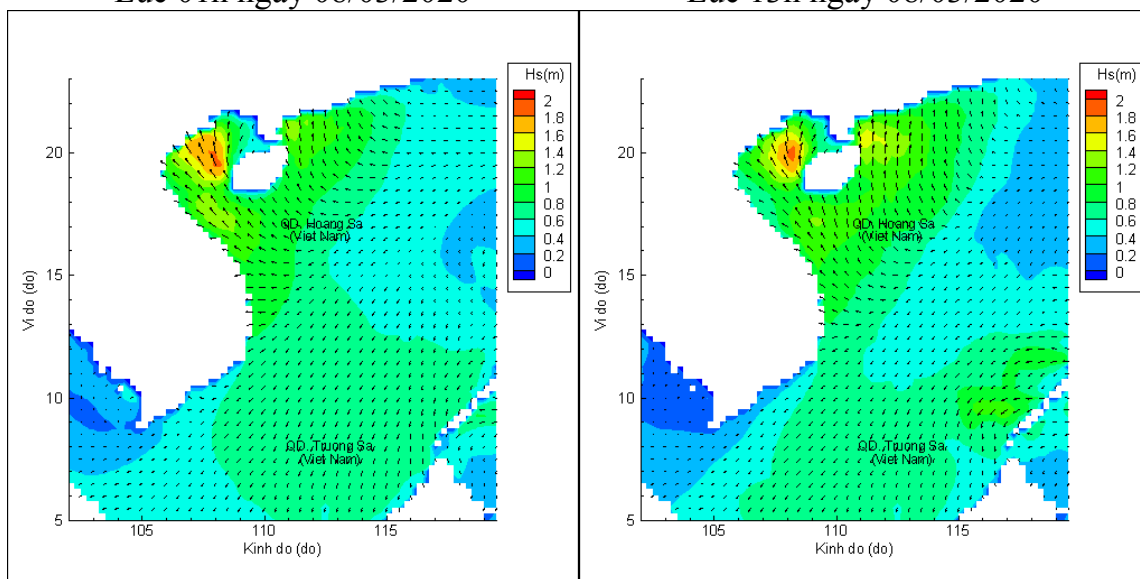 Hs(m)
2
1.8
1.6
1.4
1.2
1
0.8
0.6
0.4
0.2
0
20
15
10
5
Vi do (do)
QD. Hoang Sa
(Viet Nam)
QD. Truong Sa
(Viet Nam)
105
110
115
Kinh do (do)
Hs(m)
2
1.8
1.6
1.4
1.2
1
0.8
0.6
0.4
0.2
0
20
15
10
5
Vi do (do)
QD. Hoang Sa
(Viet Nam)
QD. Truong Sa
(Viet Nam)
105
110
115
Kinh do (do)